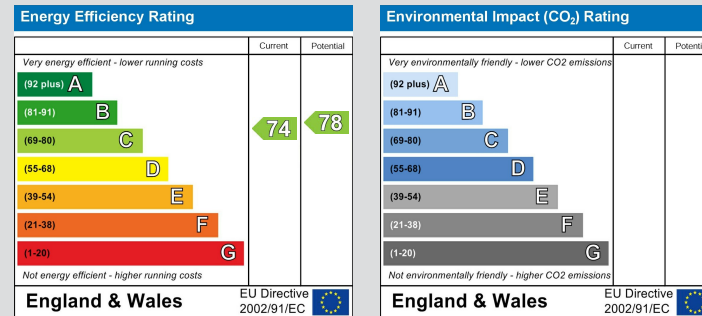 Energy Efficiency Rating
Current Potential
Very energy efficient - lower running costs
(92 plus) A
(81-91) B
(69-80) C
(55-68) D
(39-54) E
(21-38) F
(1-20) G
74 78
Not energy efficient - higher running costs
England & Wales
EU Directive
2002/91/EC
Environmental Impact (CO₂) Rating
Current Potenti
Very environmentally friendly - lower CO2 emissions
(92 plus) A
(81-91) B
(69-80) C
(55-68) D
(39-54) E
(21-38) F
(1-20) G
Not environmentally friendly - higher CO2 emissions
England & Wales
EU Directive
2002/91/EC